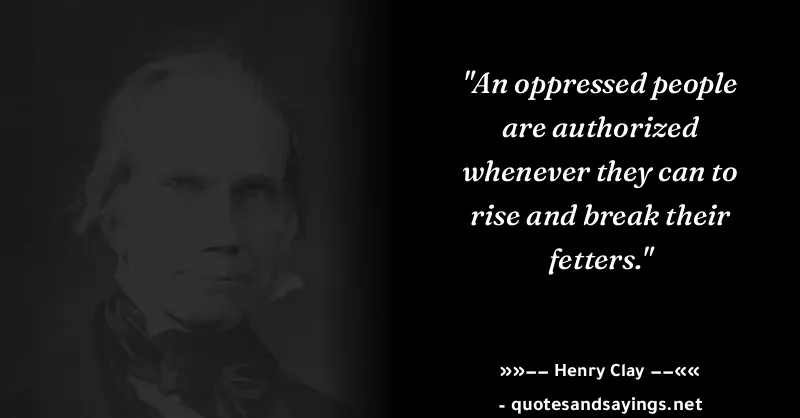 "An oppressed people
are authorized
whenever they can to
rise and break their
fetters."
»»–– Henry Clay ––««
- quotesandsayings.net